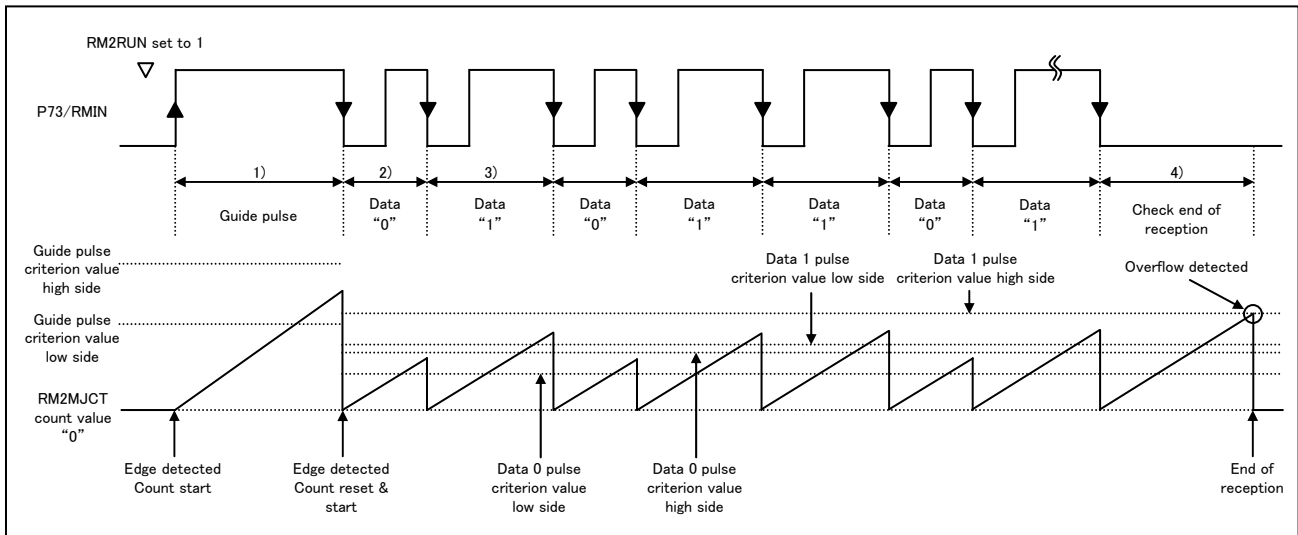 RM2RUN set to 1
P73/RMIN
1)
2)
3)
4)
Guide pulse
Data
“0”
Data
“1”
Data
“0”
Data
“1”
Data
“1”
Data
“0”
Data
“1”
Check end of
reception
Guide pulse
criterion value
high side
Data 1 pulse
criterion value low side
Data 1 pulse
criterion value high side
Overflow detected
Guide pulse
criterion value
low side
RM2MJCT
count value
“0”
Edge detected
Count start
Edge detected
Count reset &
start
Data 0 pulse
criterion value
low side
Data 0 pulse
criterion value
high side
End of
reception